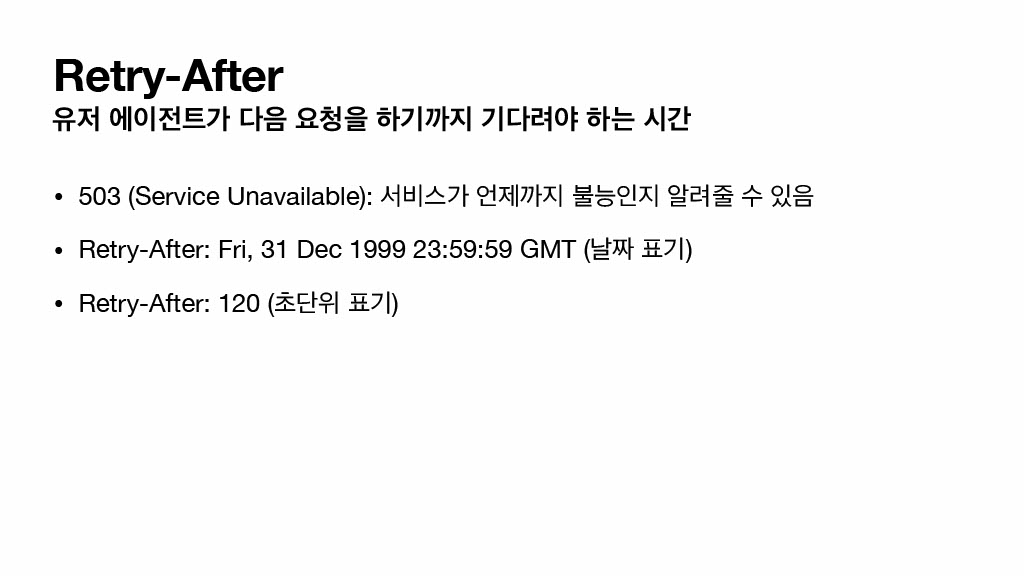 Retry-After
유저 에이전트가 다음 요청을 하기까지 기다려야 하는 시간
• 503 (Service Unavailable): 서비스가 언제까지 불능인지 알려줄 수 있음
• Retry-After: Fri, 31 Dec 1999 23:59:59 GMT (날짜 표기)
• Retry-After: 120 (초단위 표기)